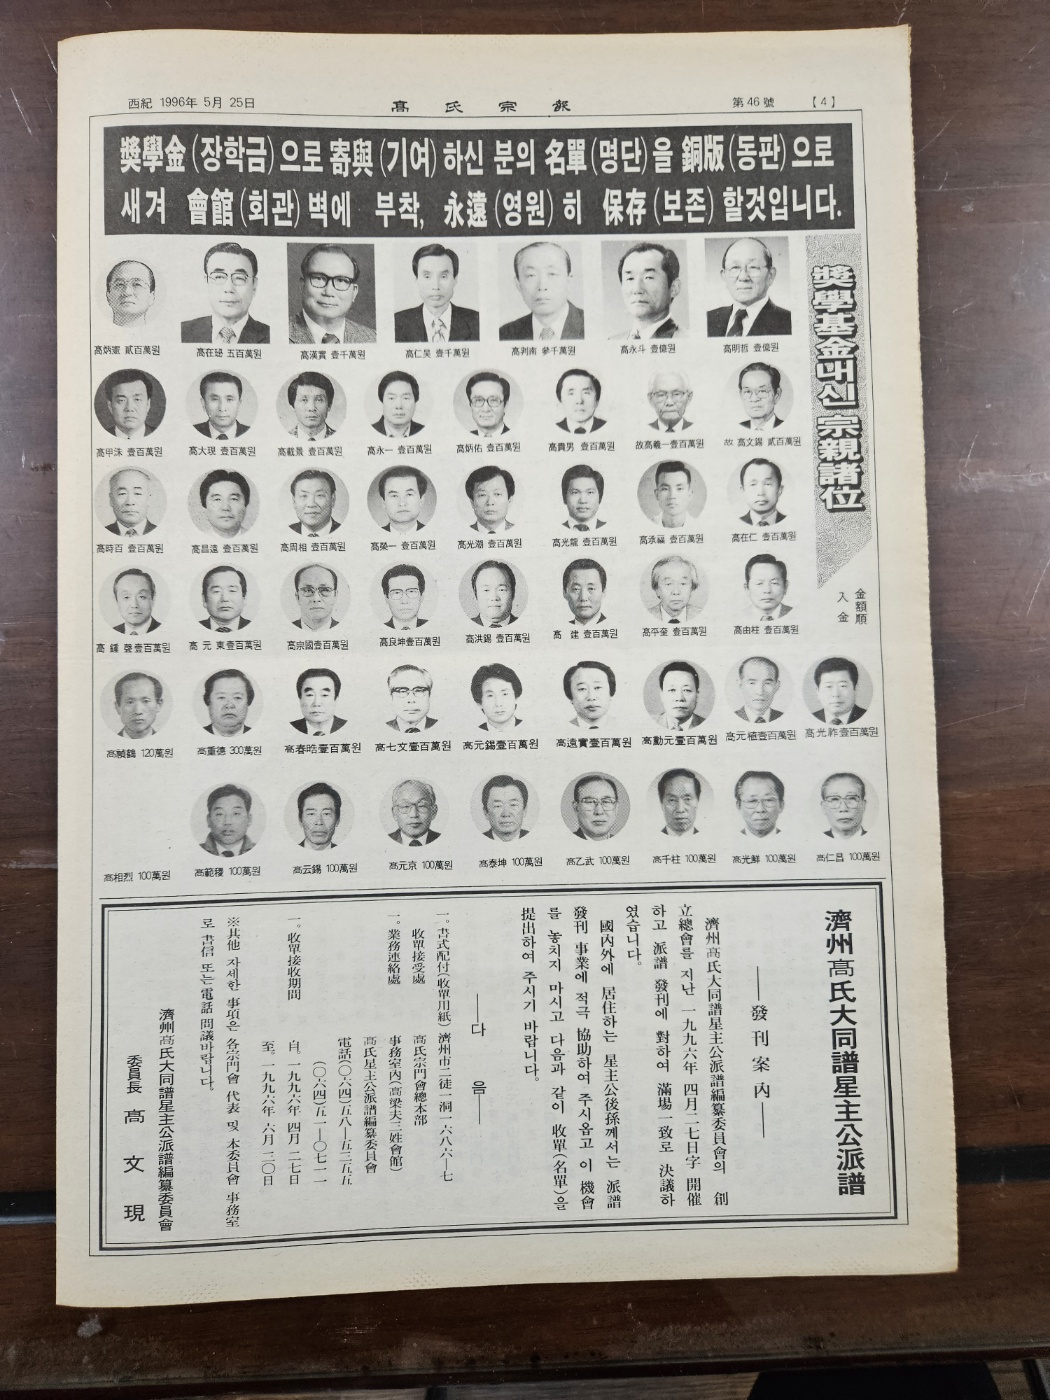 西紀 1996年 5月 25日
高氏宗報
第46號 【4】
奬學金(장학금)으로 寄與(기여)하신 분의 名單(명단)을 銅版(동판)으로
새겨 會館(회관)벽에 부착, 永遠(영원)히 保存(보존)할것입니다.
奬學基金내신 宗親諸位
金額順
入金
高炳憲 貳百萬원
高在珌 五百萬원
高漢實 壹千萬원
高仁昊 壹千萬원
高判南 參千萬원
高永斗 壹億원
高明哲 壹億원
高甲洙 壹百萬원
高大現 壹百萬원
高載景 壹百萬원
高永一 壹百萬원
高炳佑 壹百萬원
高貴男 壹百萬원
故高羲一壹百萬원
故 高文錫 貳百萬원
高時百 壹百萬원
高昌遠 壹百萬원
高周相 壹百萬원
高榮一 壹百萬원
高光潮 壹百萬원
高光龍 壹百萬원
高承福 壹百萬원
高在仁 壹百萬원
高鍾聲壹百萬원
高元東壹百萬원
高宗國壹百萬원
高良坤壹百萬원
高洪錫 壹百萬원
高 建 壹百萬원
高平奎 壹百萬원
高由柱 壹百萬원
高楨鶴 120萬원
高重德 300萬원
高春晧壹百萬원
高七文壹百萬원
高元錫壹百萬원
高遠實壹百萬원
高勳元壹百萬원
高元植壹百萬원
高光祚壹百萬원
高相烈 100萬원
高範稷 100萬원
高云錫 100萬원
高元京 100萬원
高泰坤 100萬원
高乙武 100萬원
高千柱 100萬원
高光鮮 100萬원
高仁昌 100萬원
濟州高氏大同譜星主公派譜
──發刊案內──
濟州高氏大同譜星主公派譜編纂委員會의 創
立總會를 지난 一九九六年 四月 二七日字 開催
하고 派譜 發刊에 對하여 滿場一致로 決議하
였습니다.
國內外에 居住하는 星主公後孫께서는 派譜
發刊 事業에 적극 協助하여 주시옵고 이 機會
를 놓치지 마시고 다음과 같이 收單(名單)을
提出하여 주시기 바랍니다.
──다 음──
一。書式配付(收單用紙) 濟州市二徒一洞一六八六—七
收單接受處 高氏宗門會總本部
一。業務連絡處 事務室內(高梁夫三姓會館)
高氏星主公派譜編纂委員會
電話(〇六四)五八—五三五五
(〇六四)五一—〇七一一
一。收單接收期間 自。一九九六年 四月 二七日
至。一九九六年 六月 三〇日
※其他 자세한 事項은 各宗門會 代表 및 本委員會 事務室
로 書信 또는 電話 問議바랍니다。
濟州高氏大同譜星主公派譜編纂委員會
委員長 高文現